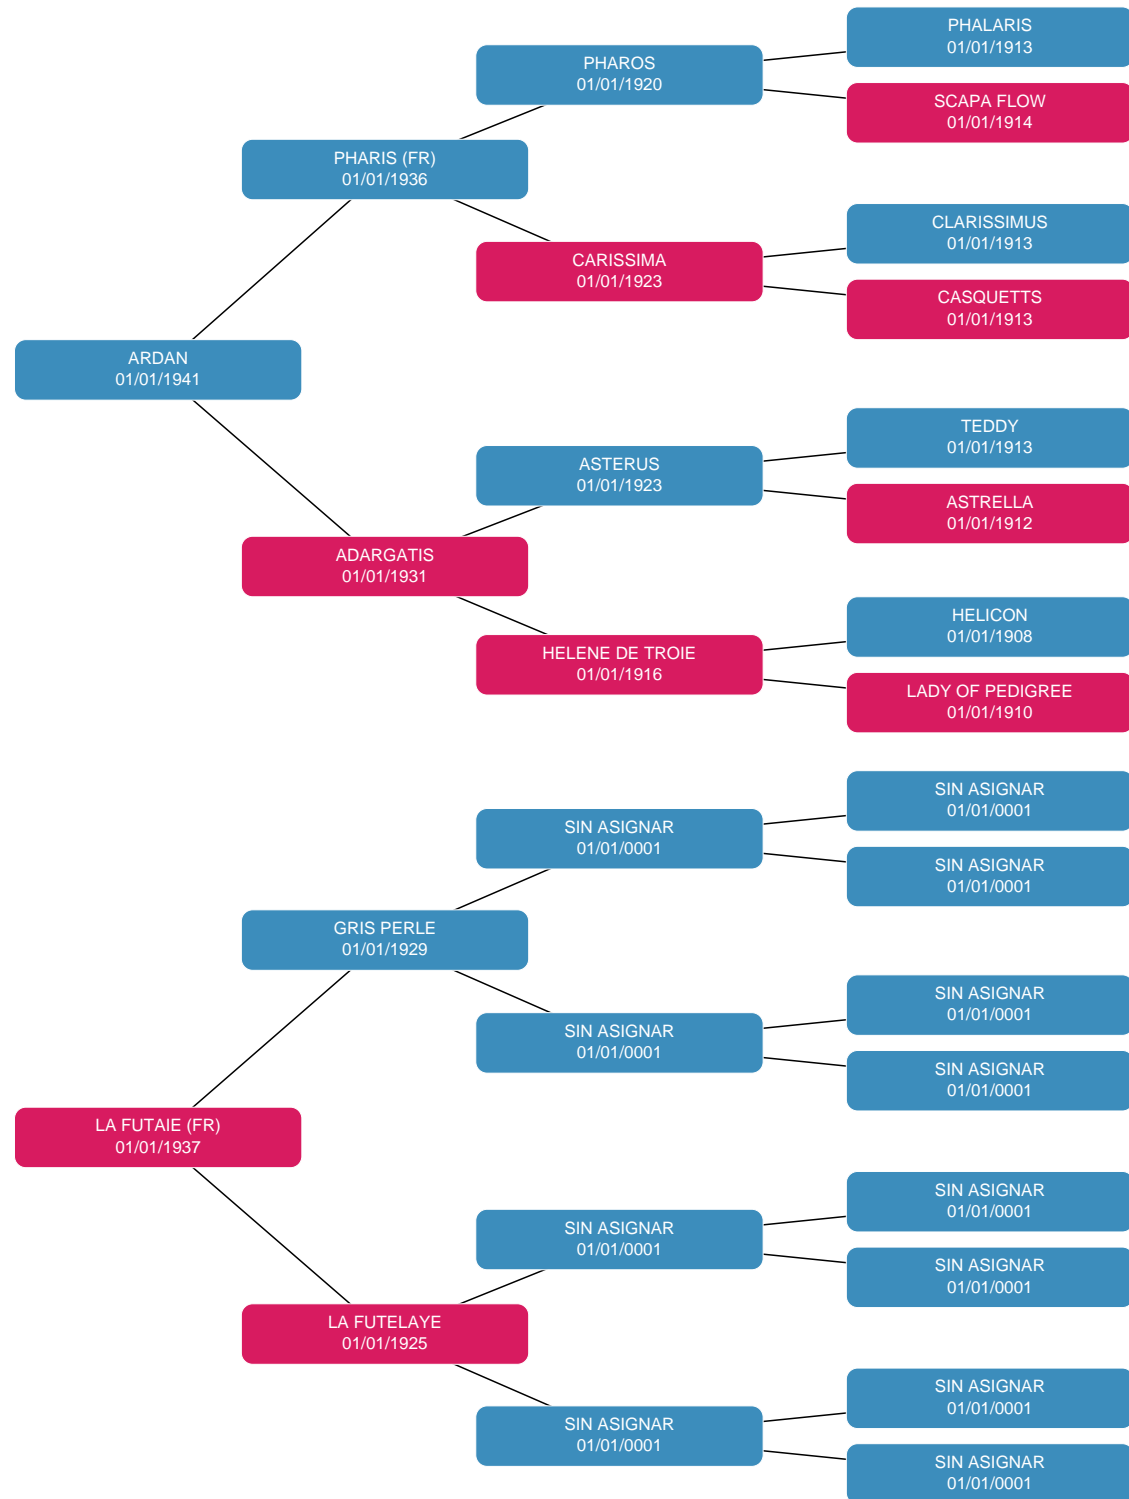 PHALARIS
01/01/1913
PHAROS
01/01/1920
SCAPA FLOW
01/01/1914
PHARIS (FR)
01/01/1936
CLARISSIMUS
01/01/1913
CARISSIMA
01/01/1923
CASQUETTS
01/01/1913
ARDAN
01/01/1941
TEDDY
01/01/1913
ASTERUS
01/01/1923
ASTRELLA
01/01/1912
ADARGATIS
01/01/1931
HELICON
01/01/1908
HELENE DE TROIE
01/01/1916
LADY OF PEDIGREE
01/01/1910
SIN ASIGNAR
01/01/0001
SIN ASIGNAR
01/01/0001
SIN ASIGNAR
01/01/0001
GRIS PERLE
01/01/1929
SIN ASIGNAR
01/01/0001
SIN ASIGNAR
01/01/0001
SIN ASIGNAR
01/01/0001
LA FUTAIE (FR)
01/01/1937
SIN ASIGNAR
01/01/0001
SIN ASIGNAR
01/01/0001
SIN ASIGNAR
01/01/0001
LA FUTELAYE
01/01/1925
SIN ASIGNAR
01/01/0001
SIN ASIGNAR
01/01/0001
SIN ASIGNAR
01/01/0001